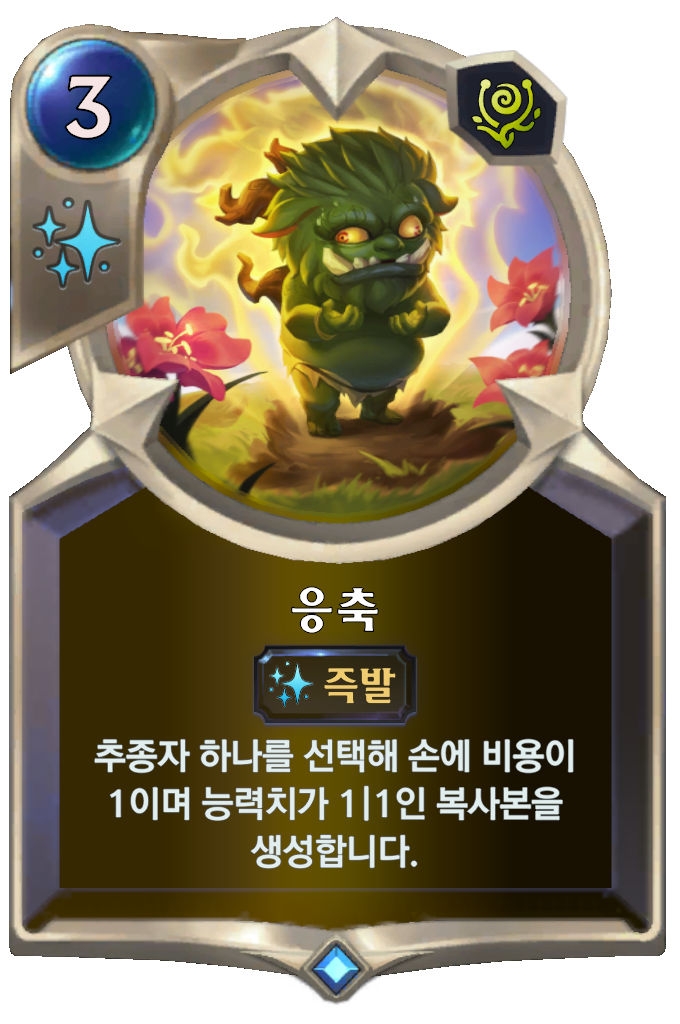 3
응축
즉발
추종자 하나를 선택해 손에 비용이
1이며 능력치가 1|1인 복사본을
생성합니다.